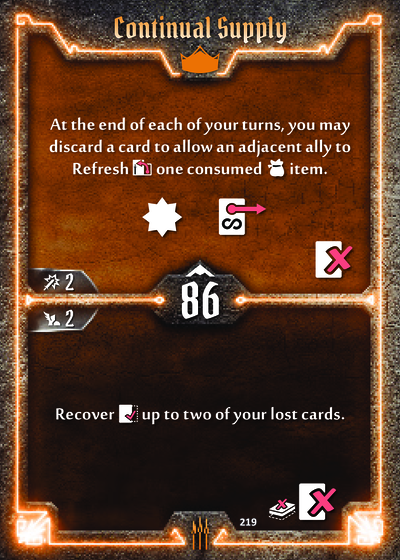 Continual Supply
At the end of each of your turns, you may
discard a card to allow an adjacent ally to
Refresh one consumed item.
2
86
2
Recover up to two of your lost cards.
219